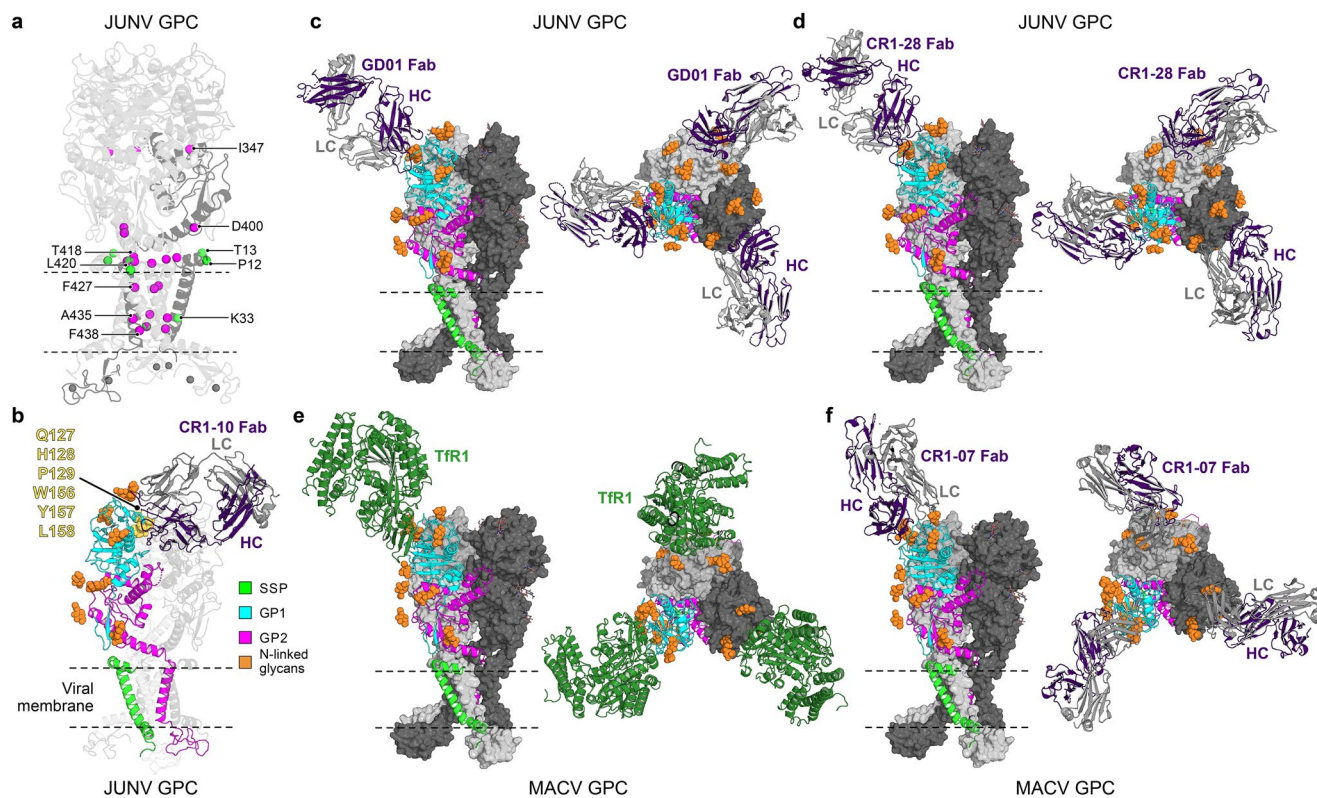 a
JUNV GPC
I347
D400
T418
T13
L420
P12
F427
A435
K33
F438
b
Q127
H128
P129
W156
Y157
L158
CR1-10 Fab
LC
HC
SSP
GP1
GP2
N-linked
glycans
Viral
membrane
JUNV GPC
c
JUNV GPC
GD01 Fab
HC
LC
GD01 Fab
HC
LC
d
JUNV GPC
CR1-28 Fab
HC
LC
CR1-28 Fab
HC
LC
e
TfR1
TfR1
MACV GPC
f
CR1-07 Fab
LC
HC
CR1-07 Fab
LC
HC
MACV GPC